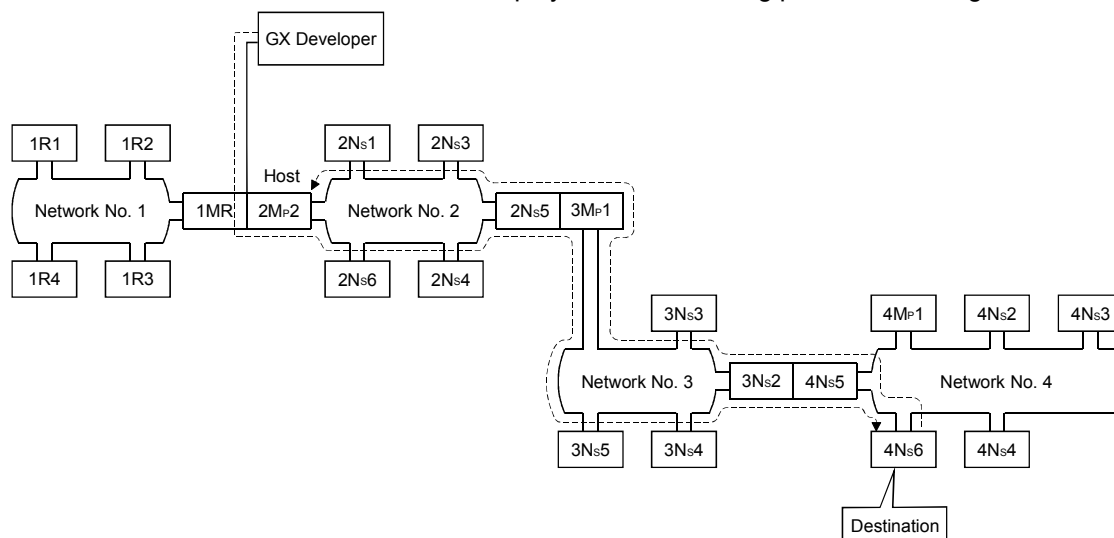 GX Developer
1R1
1R2
2Ns1
2Ns3
Host
Network No. 1
1MR
2MP2
Network No. 2
2Ns5
3MP1
1R4
1R3
2Ns6
2Ns4
3Ns3
4MP1
4Ns2
4Ns3
Network No. 3
3Ns2
4Ns5
Network No. 4
3Ns5
3Ns4
4Ns6
4Ns4
Destination